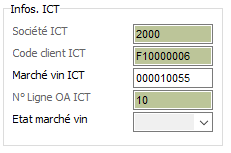 Infos. ICT
Société ICT 2000
Code client ICT F10000006
Marché vin ICT 000010055
N° Ligne OA ICT 10
Etat marché vin